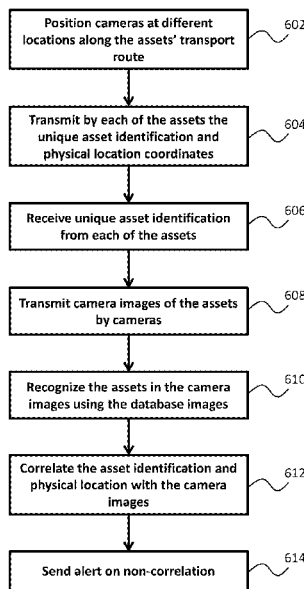 Position cameras at different
locations along the assets' transport
route
602
Transmit by each of the assets the
unique asset identification and
physical location coordinates
604
Receive unique asset identification
from each of the assets
606
Transmit camera images of the assets
by cameras
608
Recognize the assets in the camera
images using the database images
610
Correlate the asset identification and
physical location with the camera
images
612
Send alert on non-correlation
614